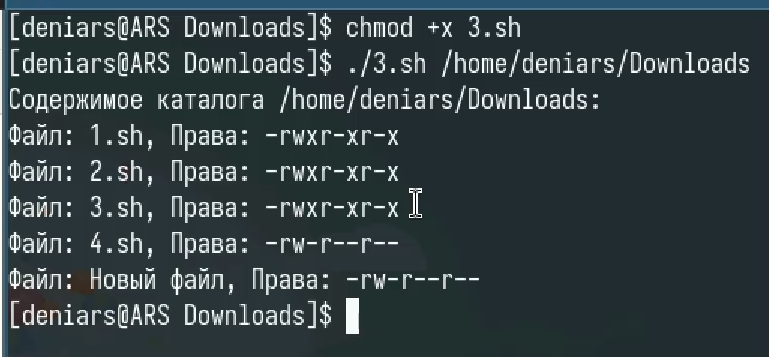 [deniars@ARS Downloads]$ chmod +x 3.sh
[deniars@ARS Downloads]$ ./3.sh /home/deniars/Downloads
Содержимое каталога /home/deniars/Downloads:
Файл: 1.sh, Права: -rwxr-xr-x
Файл: 2.sh, Права: -rwxr-xr-x
Файл: 3.sh, Права: -rwxr-xr-x
Файл: 4.sh, Права: -rw-r--r--
Файл: Новый файл, Права: -rw-r--r--
[deniars@ARS Downloads]$